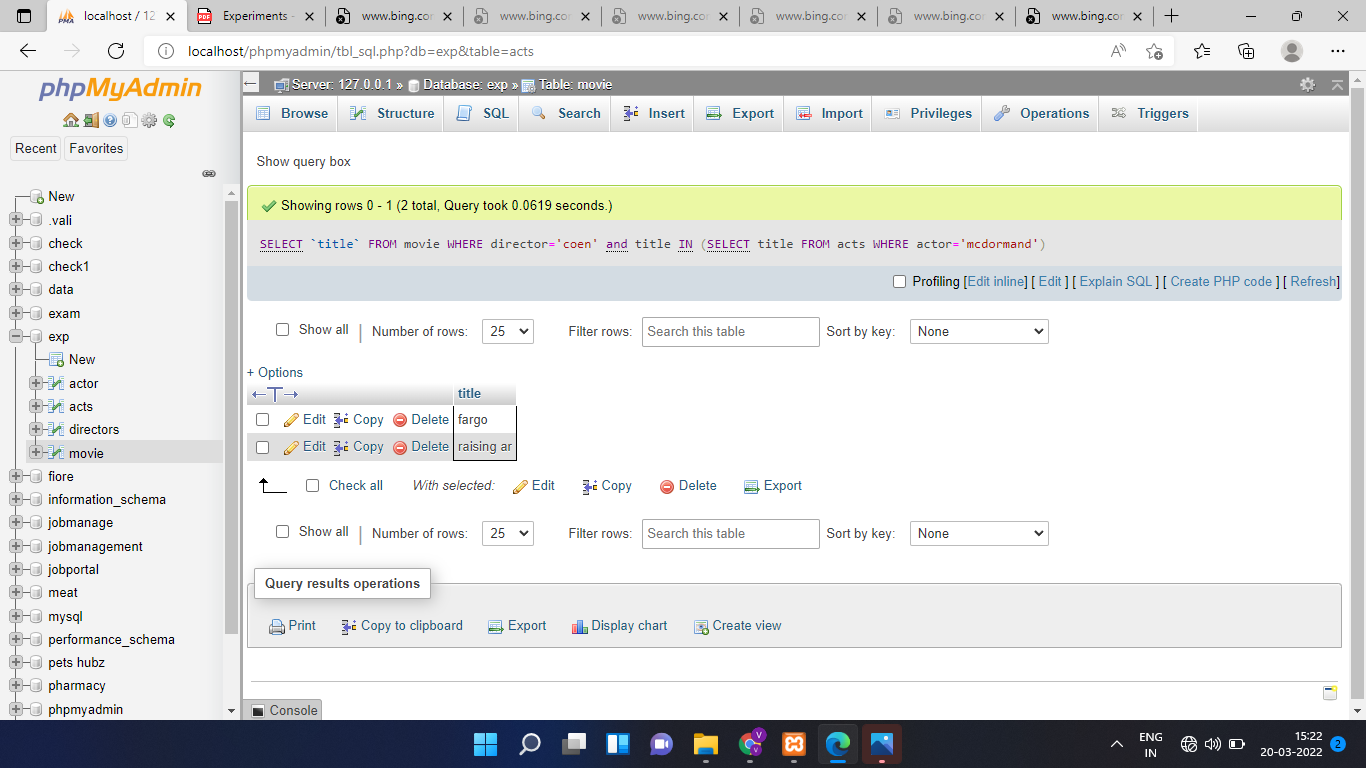 localhost / 12
Experiments -
www.bing.co
www.bing.co
www.bing.co
www.bing.co
www.bing.co
www.bing.co
localhost/phpmyadmin/tbl_sql.php?db=exp&table=acts
phpMyAdmin
Recent Favorites
New
.vali
check
check1
data
exam
exp
New
actor
acts
directors
movie
fiore
information_schema
jobmanage
jobmanagement
jobportal
meat
mysql
performance_schema
pets hubz
pharmacy
phpmyadmin
Server: 127.0.0.1 » Database: exp » Table: movie
Browse Structure SQL Search Insert Export Import Privileges Operations Triggers
Show query box
Showing rows 0 - 1 (2 total, Query took 0.0619 seconds.)
SELECT `title` FROM movie WHERE director='coen' and title IN (SELECT title FROM acts WHERE actor='mcdormand')
Profiling [Edit inline] [ Edit ] [ Explain SQL ] [ Create PHP code ] [ Refresh]
Show all | Number of rows: 25 Filter rows: Search this table Sort by key: None
+ Options
←T→ title
Edit Copy Delete fargo
Edit Copy Delete raising ar
Check all With selected: Edit Copy Delete Export
Show all | Number of rows: 25 Filter rows: Search this table Sort by key: None
Query results operations
Print Copy to clipboard Export Display chart Create view
Console
ENG
IN
15:22
20-03-2022
2